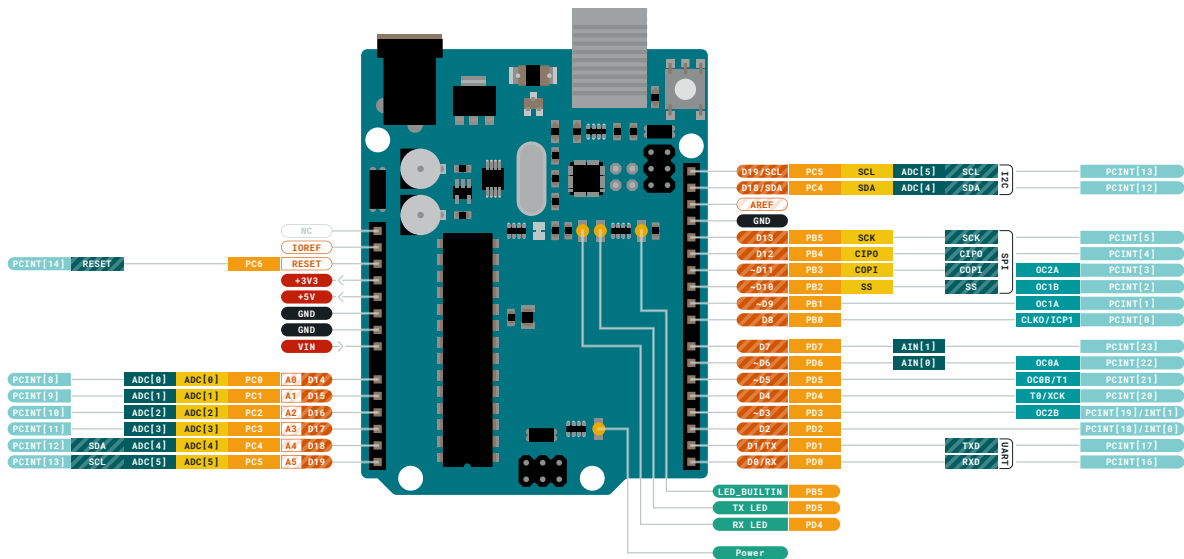 D19/SCL PC5 SCL ADC[5] SCL PCINT[13]
D18/SDA PC4 SDA ADC[4] SDA PCINT[12]
I2C
AREF
GND
D13 PB5 SCK SCK PCINT[5]
D12 PB4 CIPO CIPO PCINT[4]
~D11 PB3 COPI COPI OC2A PCINT[3]
~D10 PB2 SS SS OC1B PCINT[2]
SPI
~D9 PB1 OC1A PCINT[1]
D8 PB0 CLKO/ICP1 PCINT[0]
D7 PD7 AIN[1] PCINT[23]
~D6 PD6 AIN[0] OC0A PCINT[22]
~D5 PD5 OC0B/T1 PCINT[21]
D4 PD4 T0/XCK PCINT[20]
~D3 PD3 OC2B PCINT[19]/INT[1]
D2 PD2 PCINT[18]/INT[0]
D1/TX PD1 TXD PCINT[17]
D0/RX PD0 RXD PCINT[16]
UART
NC
IOREF
PCINT[14] RESET PC6 RESET
+3V3
+5V
GND
GND
VIN
PCINT[8] ADC[0] ADC[0] PC0 A0 D14
PCINT[9] ADC[1] ADC[1] PC1 A1 D15
PCINT[10] ADC[2] ADC[2] PC2 A2 D16
PCINT[11] ADC[3] ADC[3] PC3 A3 D17
PCINT[12] SDA ADC[4] ADC[4] PC4 A4 D18
PCINT[13] SCL ADC[5] ADC[5] PC5 A5 D19
LED_BUILTIN PB5
TX LED PD5
RX LED PD4
Power